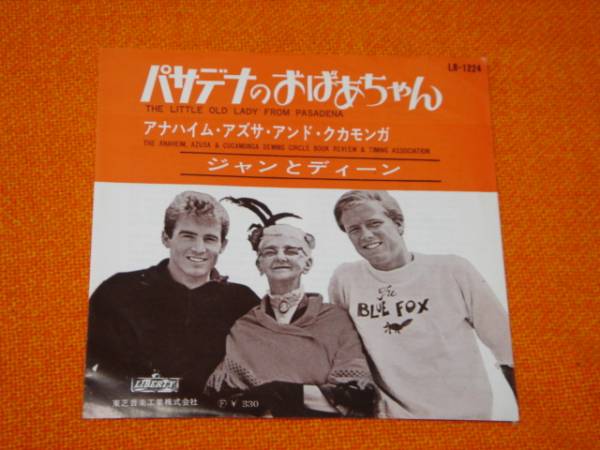 LR-1224
パサデナのおばあちゃん
THE LITTLE OLD LADY FROM PASADENA
アナハイム・アズサ・アンド・クカモンガ
THE ANAHEIM, AZUSA & CUCAMONGA SEWING CIRCLE BOOK REVIEW & TIMING ASSOCIATION
ジャンとディーン
The
BLUE FOX
LIBERTY
東芝音楽工業株式会社 Ⓟ ¥ 330